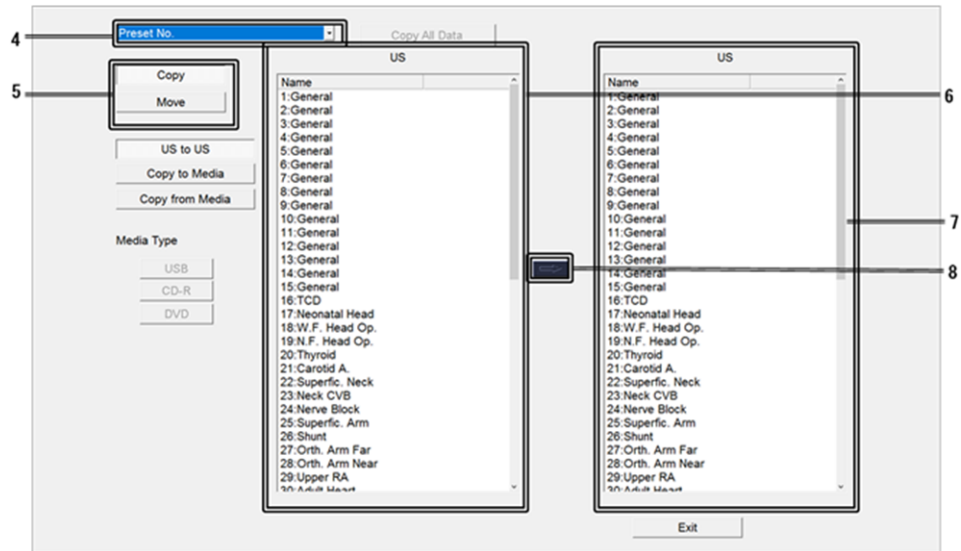 4
Preset No.
Copy All Data
5
Copy
Move
US to US
Copy to Media
Copy from Media
Media Type
USB
CD-R
DVD
US
Name
1:General
2:General
3:General
4:General
5:General
6:General
7:General
8:General
9:General
10:General
11:General
12:General
13:General
14:General
15:General
16:TCD
17:Neonatal Head
18:W.F. Head Op.
19:N.F. Head Op.
20:Thyroid
21:Carotid A.
22:Superfic. Neck
23:Neck CVB
24:Nerve Block
25:Superfic. Arm
26:Shunt
27:Orth. Arm Far
28:Orth. Arm Near
29:Upper RA
30:Adult Heart
US
Name
1:General
2:General
3:General
4:General
5:General
6:General
7:General
8:General
9:General
10:General
11:General
12:General
13:General
14:General
15:General
16:TCD
17:Neonatal Head
18:W.F. Head Op.
19:N.F. Head Op.
20:Thyroid
21:Carotid A.
22:Superfic. Neck
23:Neck CVB
24:Nerve Block
25:Superfic. Arm
26:Shunt
27:Orth. Arm Far
28:Orth. Arm Near
29:Upper RA
30:Adult Heart
6
7
8
Exit